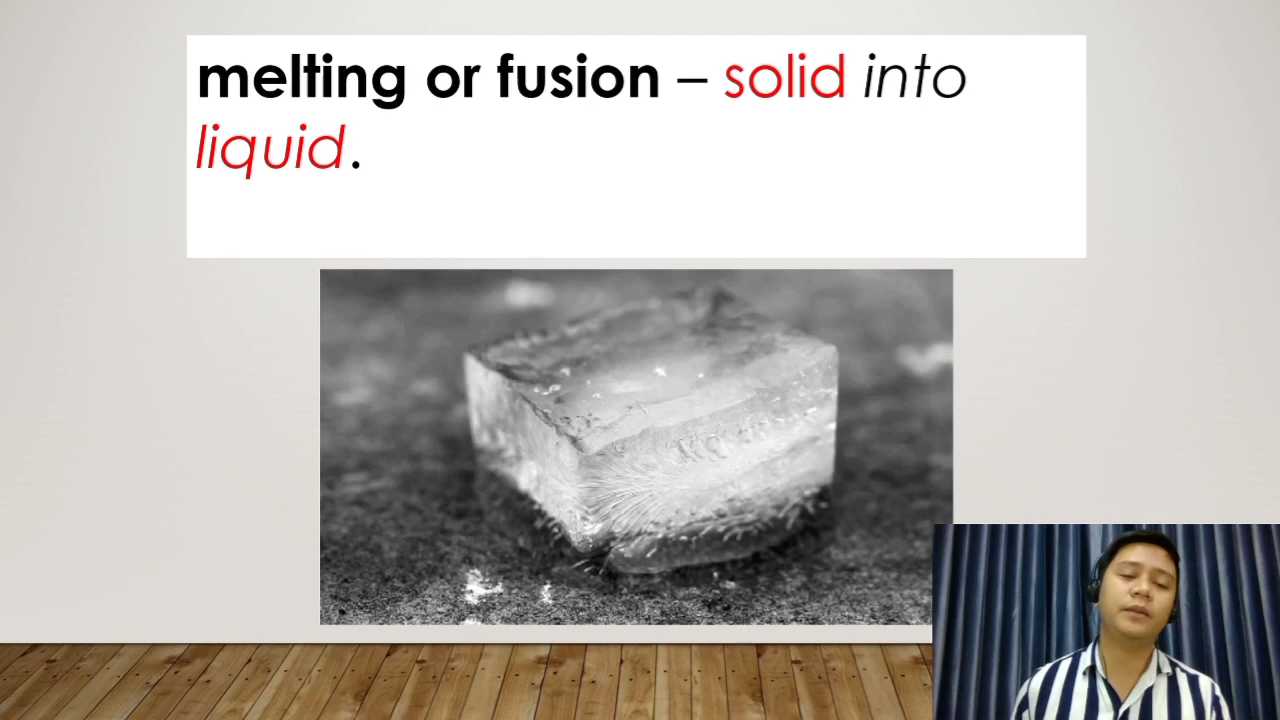 melting or fusion – solid into
liquid.